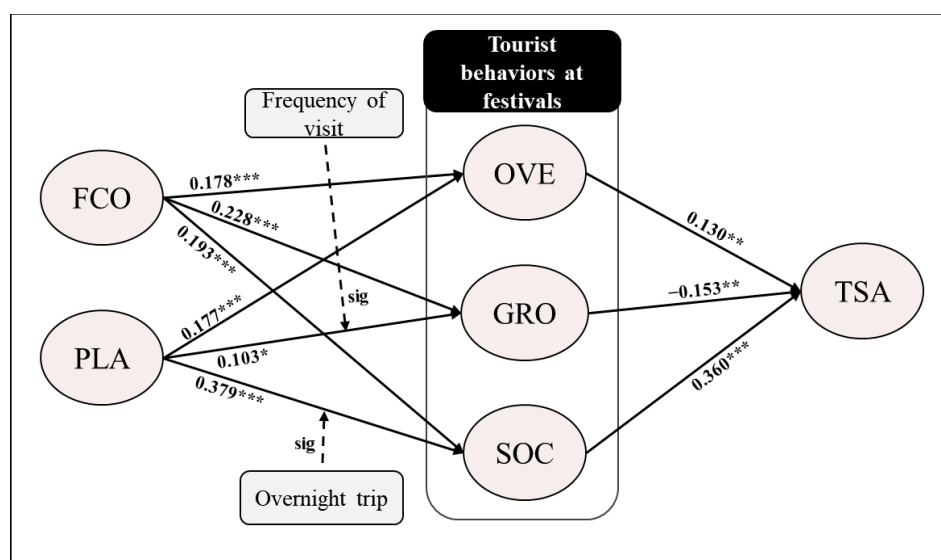 Tourist
behaviors at
festivals
Frequency of
visit
FCO
PLA
OVE
GRO
SOC
TSA
0.178***
0.228***
0.193***
0.177***
0.103*
0.379***
sig
sig
0.130**
−0.153**
0.360***
Overnight trip